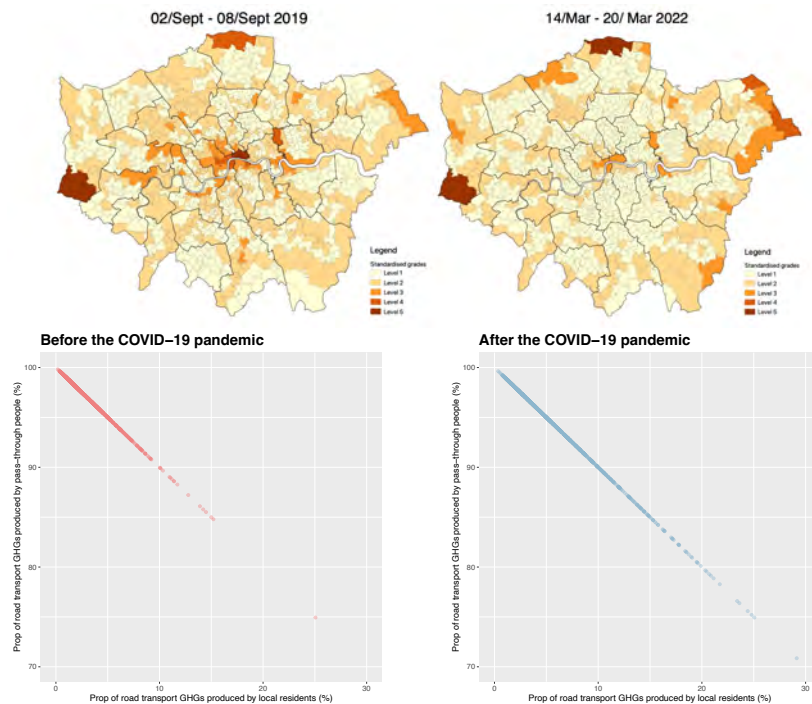 02/Sept - 08/Sept 2019
14/Mar - 20/ Mar 2022
Legend
Standardised grades
Level 1
Level 2
Level 3
Level 4
Level 5
Legend
Standardised grades
Level 1
Level 2
Level 3
Level 4
Level 5
Before the COVID–19 pandemic
Prop of road transport GHGs produced by pass–through people (%)
100
90
80
70
0
10
20
30
Prop of road transport GHGs produced by local residents (%)
After the COVID–19 pandemic
Prop of road transport GHGs produced by pass–through people (%)
100
90
80
70
0
10
20
30
Prop of road transport GHGs produced by local residents (%)